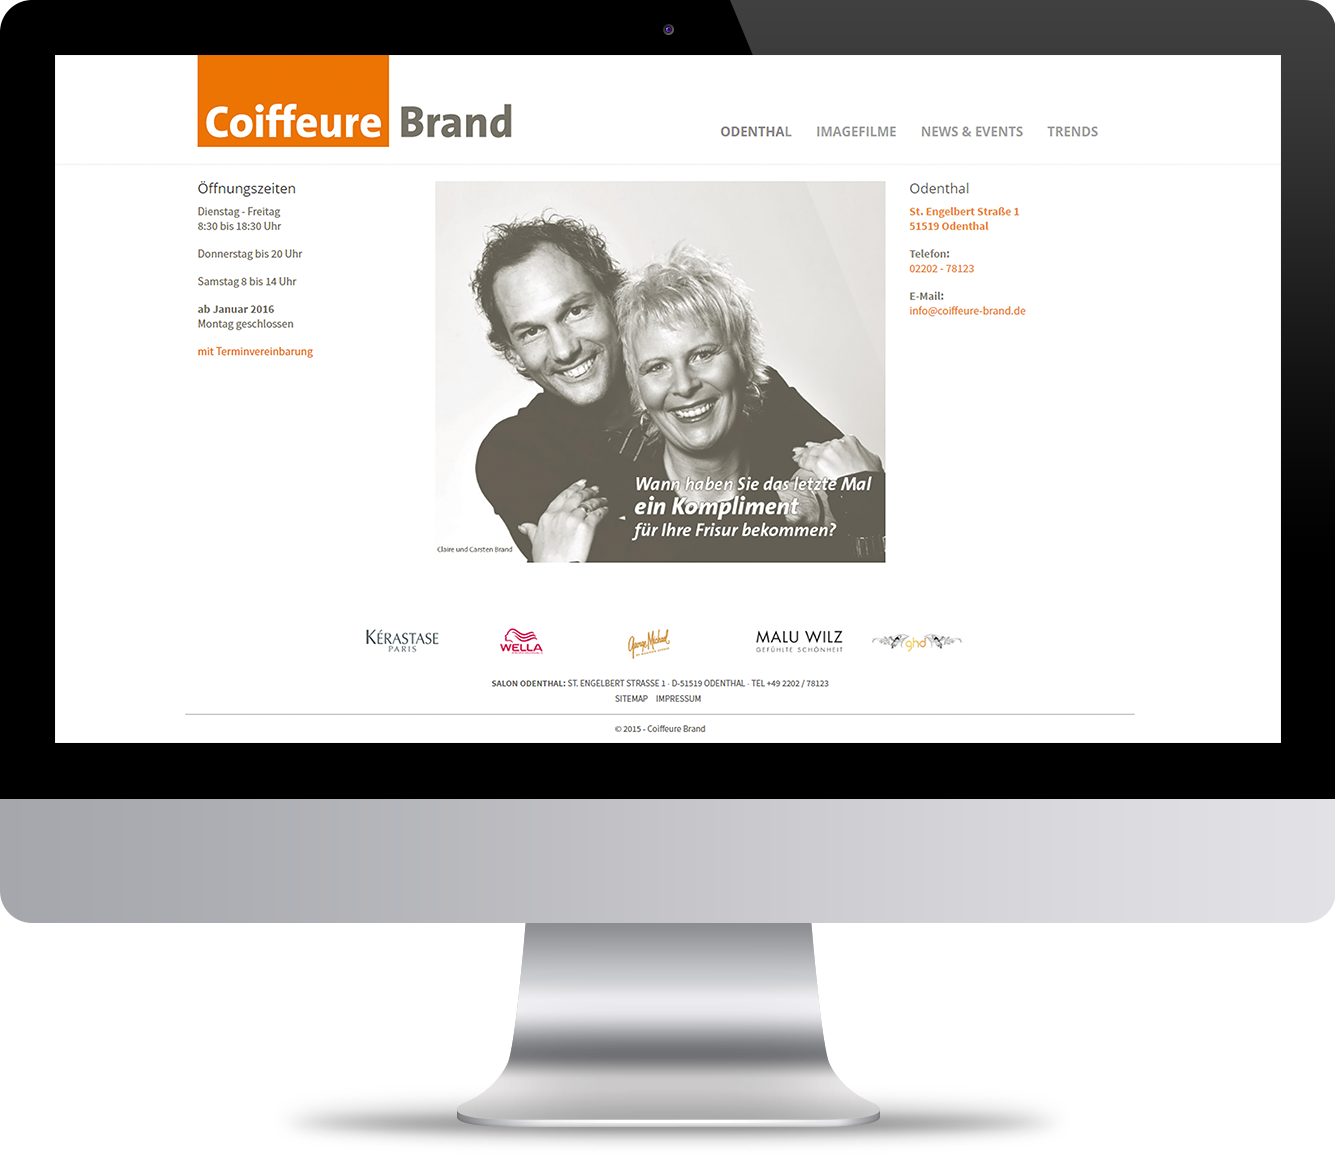 Coiffeure Brand
ODENTHAL IMAGEFILME NEWS & EVENTS TRENDS
Öffnungszeiten
Dienstag - Freitag
8:30 bis 18:30 Uhr
Donnerstag bis 20 Uhr
Samstag 8 bis 14 Uhr
ab Januar 2016
Montag geschlossen
mit Terminvereinbarung
Wann haben Sie das letzte Mal
ein Kompliment
für Ihre Frisur bekommen?
Claire und Carsten Brand
Odenthal
St. Engelbert Straße 1
51519 Odenthal
Telefon:
02202 - 78123
E-Mail:
info@coiffeure-brand.de
KÉRASTASE
PARIS
WELLA
George Michael
MALU WILZ
GEFÜHLTE SCHÖNHEIT
ghd
SALON ODENTHAL: ST. ENGELBERT STRASSE 1 · D-51519 ODENTHAL · TEL +49 2202 / 78123
SITEMAP IMPRESSUM
© 2015 - Coiffeure Brand